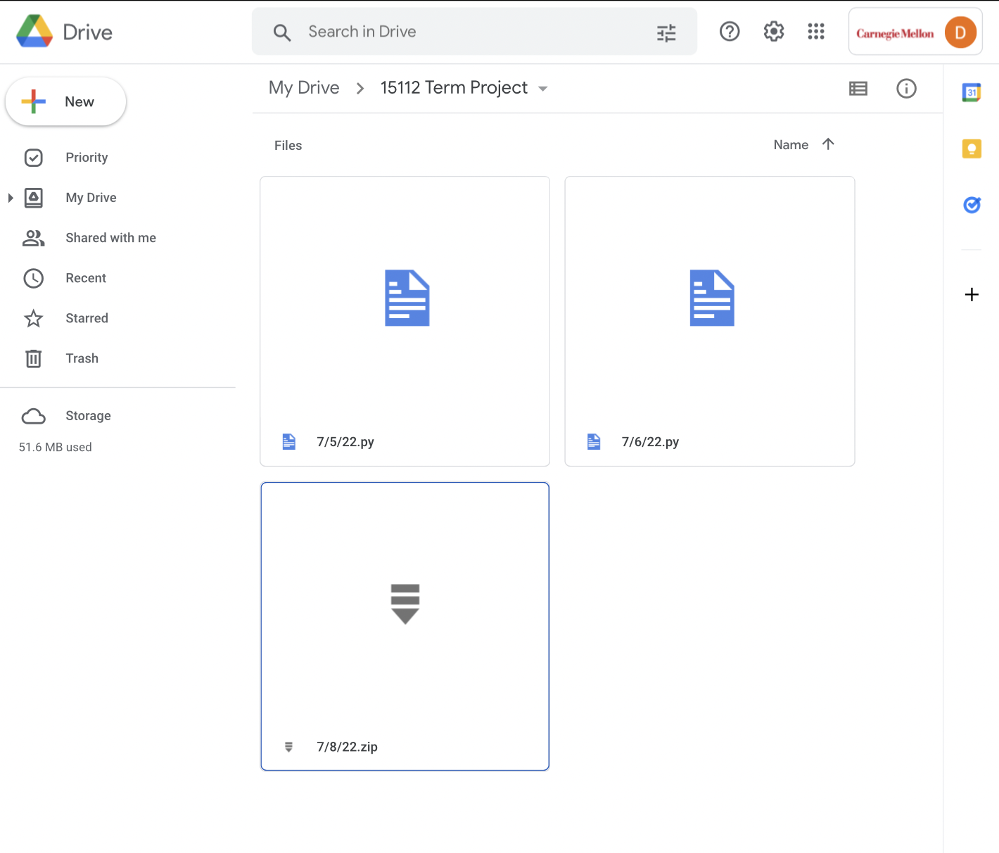 Drive
Search in Drive
Carnegie Mellon
D
New
My Drive
15112 Term Project
31
Priority
My Drive
Shared with me
Recent
Starred
Trash
Storage
51.6 MB used
Files
Name
7/5/22.py
7/6/22.py
7/8/22.zip